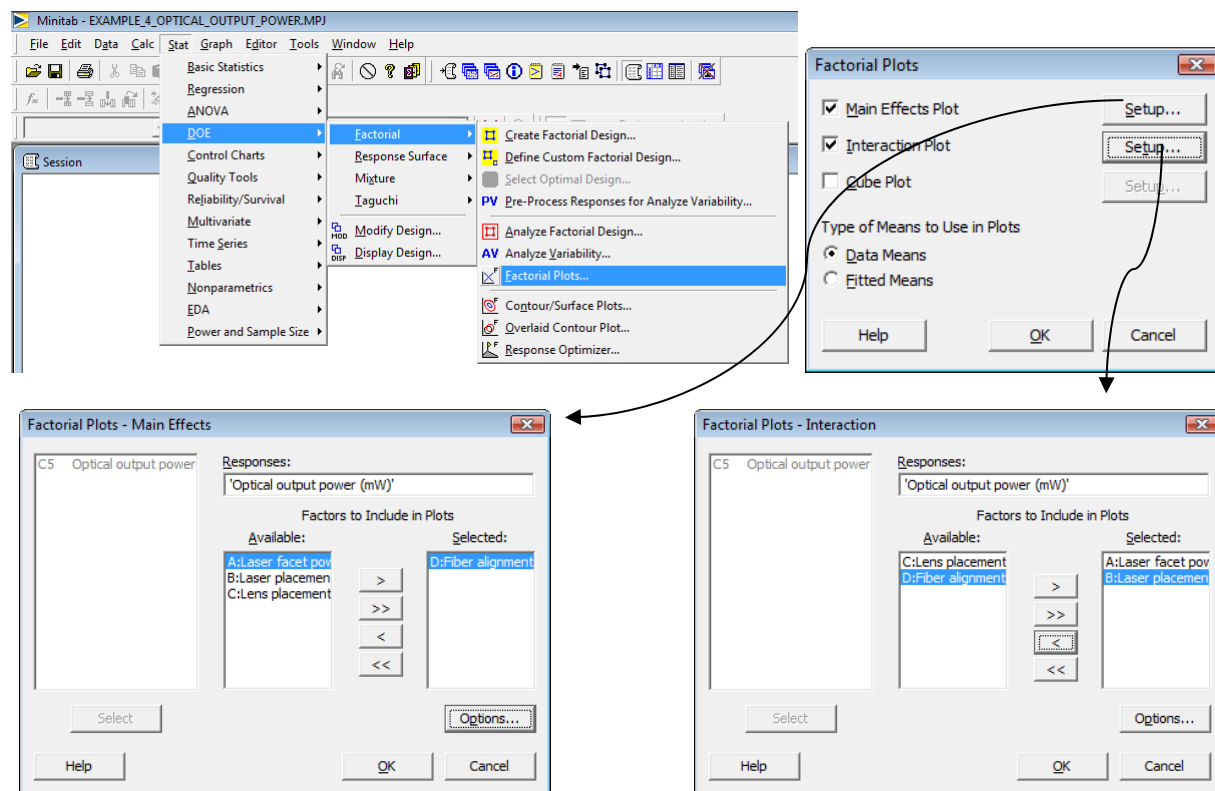 Minitab - EXAMPLE_4_OPTICAL_OUTPUT_POWER.MPJ
File Edit Data Calc Stat Graph Editor Tools Window Help
Basic Statistics
Regression
ANOVA
DOE
Control Charts
Quality Tools
Reliability/Survival
Multivariate
Time Series
Tables
Nonparametrics
EDA
Power and Sample Size
Session
Factorial
Response Surface
Mixture
Taguchi
MOD Modify Design...
DISP Display Design...
Create Factorial Design...
Define Custom Factorial Design...
Select Optimal Design...
PV Pre-Process Responses for Analyze Variability...
Analyze Factorial Design...
AV Analyze Variability...
Factorial Plots...
Contour/Surface Plots...
Overlaid Contour Plot...
Response Optimizer...
Factorial Plots
Main Effects Plot Setup...
Interaction Plot Setup...
Cube Plot Setup...
Type of Means to Use in Plots
Data Means
Fitted Means
Help OK Cancel
Factorial Plots - Main Effects
C5 Optical output power
Responses:
'Optical output power (mW)'
Factors to Include in Plots
Available: Selected:
A:Laser facet pow D:Fiber alignment
B:Laser placemen
C:Lens placement
>
>>
<
<<
Select Options...
Help OK Cancel
Factorial Plots - Interaction
C5 Optical output power
Responses:
'Optical output power (mW)'
Factors to Include in Plots
Available: Selected:
C:Lens placement A:Laser facet pow
D:Fiber alignment B:Laser placemen
>
>>
<
<<
Select Options...
Help OK Cancel